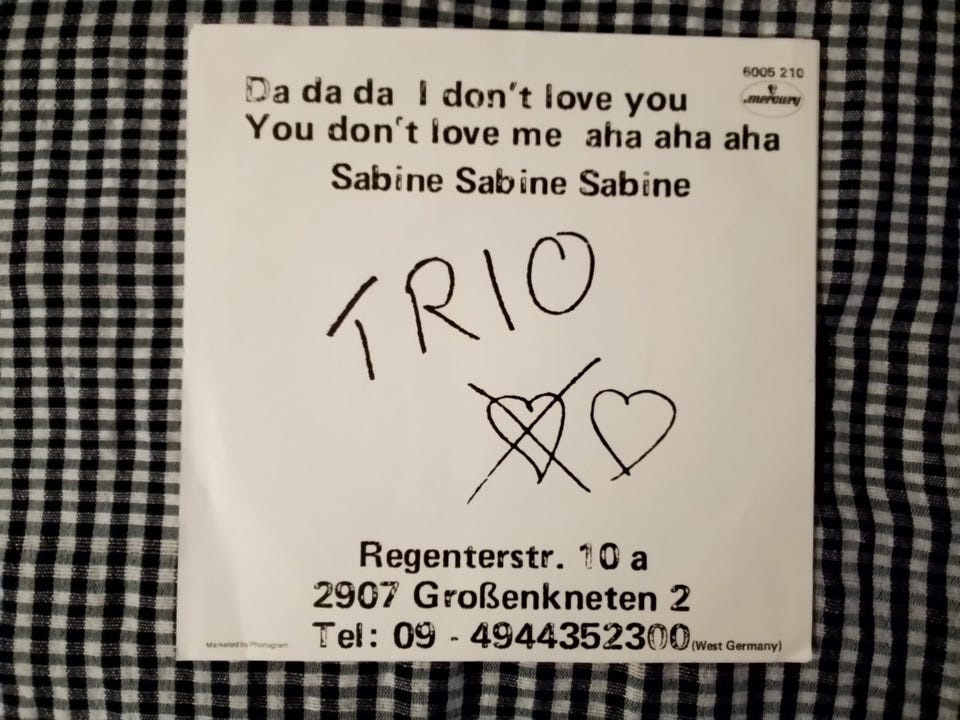 6005 210
mercury
Da da da I don't love you
You don't love me aha aha aha
Sabine Sabine Sabine
TRIO
Regenterstr. 10 a
2907 Großenkneten 2
Tel: 09 - 4944352300 (West Germany)
Marketed by Phonogram